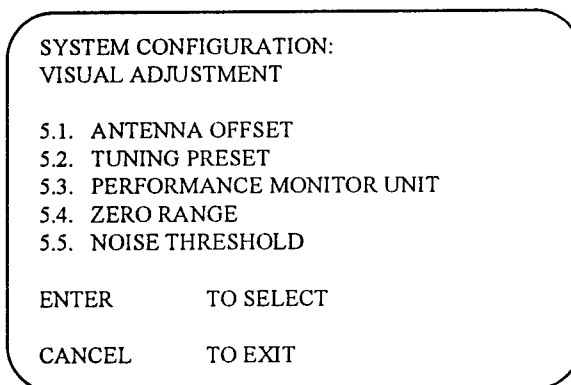 SYSTEM CONFIGURATION:
VISUAL ADJUSTMENT
5.1. ANTENNA OFFSET
5.2. TUNING PRESET
5.3. PERFORMANCE MONITOR UNIT
5.4. ZERO RANGE
5.5. NOISE THRESHOLD
ENTER TO SELECT
CANCEL TO EXIT